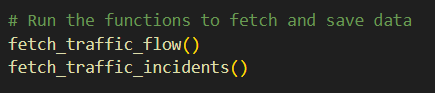 # Run the functions to fetch and save data
fetch_traffic_flow()
fetch_traffic_incidents()